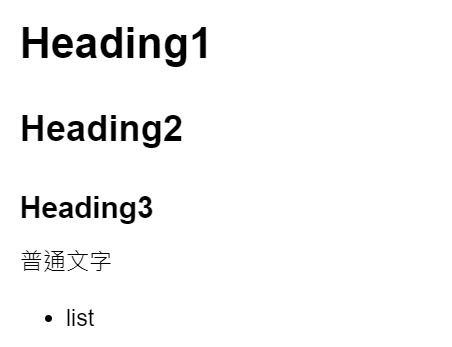 Heading1
Heading2
Heading3
普通文字
• list